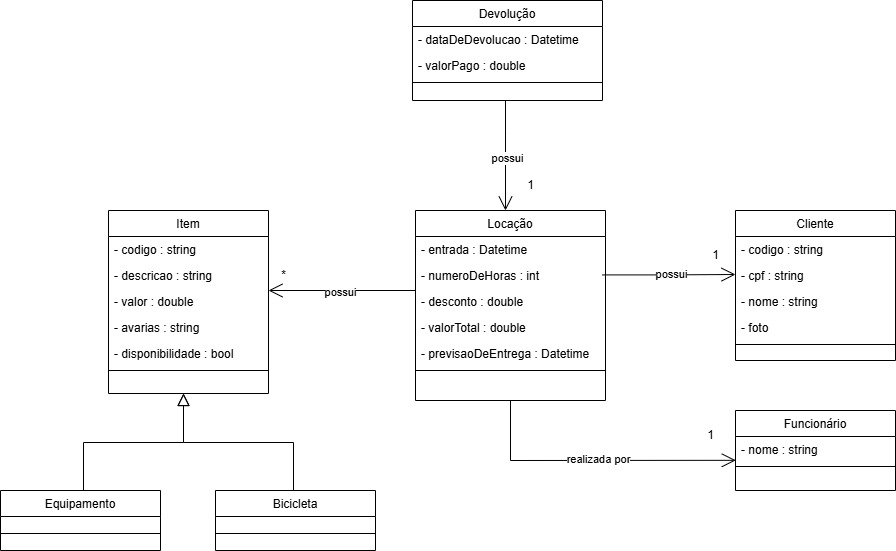 Devolução
- dataDeDevolucao : Datetime
- valorPago : double
possui
1
Item
- codigo : string
- descricao : string
- valor : double
- avarias : string
- disponibilidade : bool
*
possui
Locação
- entrada : Datetime
- numeroDeHoras : int
- desconto : double
- valorTotal : double
- previsaoDeEntrega : Datetime
1
possui
Cliente
- codigo : string
- cpf : string
- nome : string
- foto
1
realizada por
Funcionário
- nome : string
Equipamento
Bicicleta